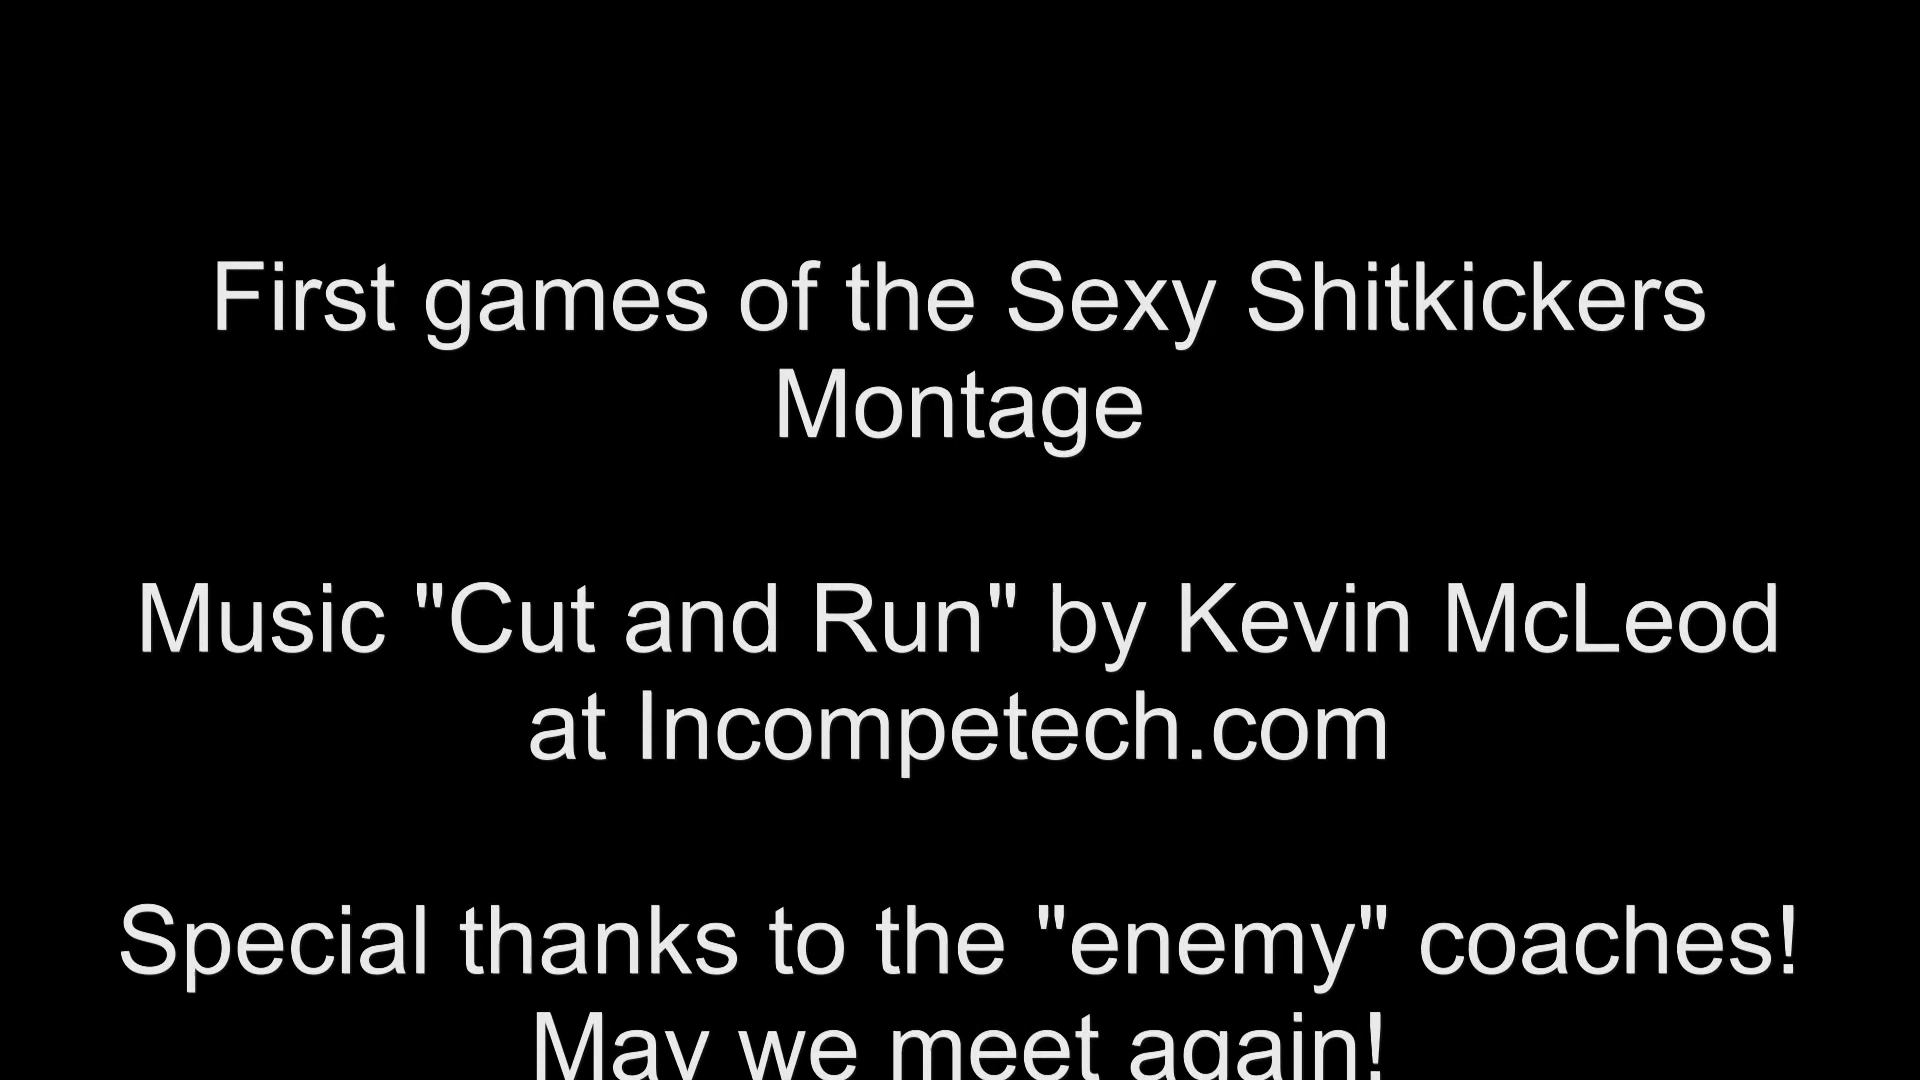 First games of the Sexy Shitkickers
Montage
Music "Cut and Run" by Kevin McLeod
at Incompetech.com
Special thanks to the "enemy" coaches!
May we meet again!